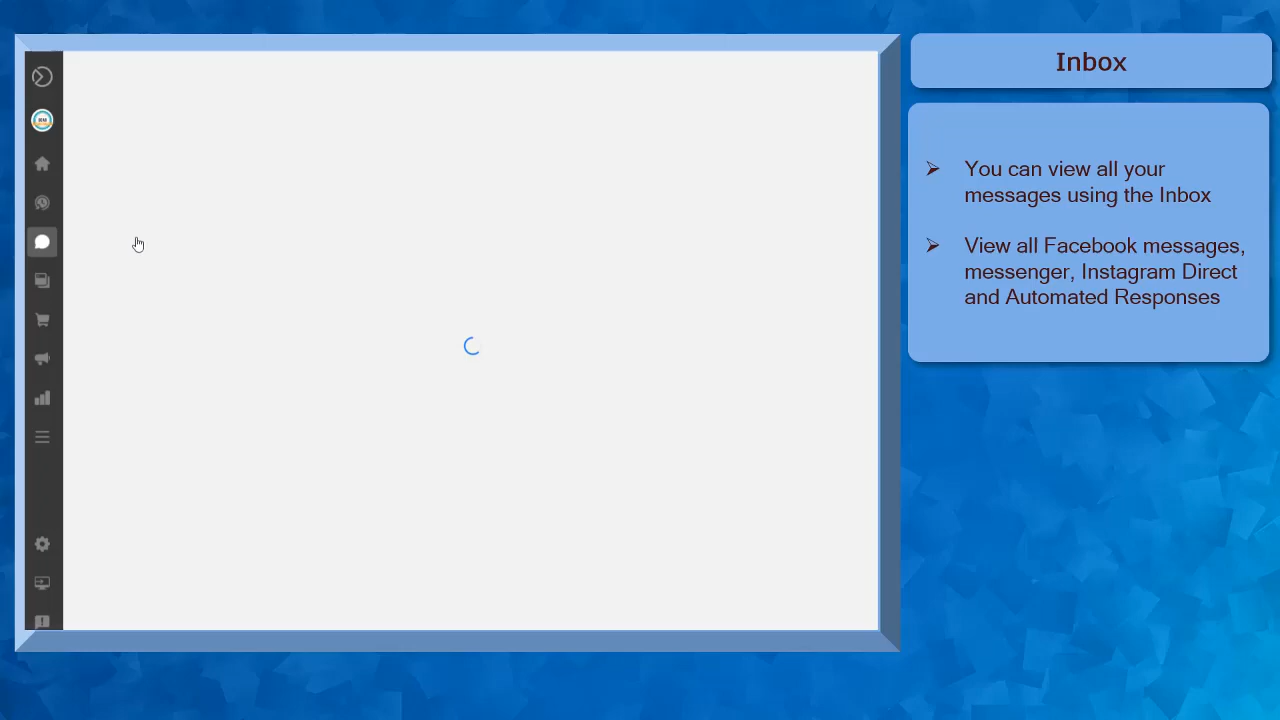 Inbox
You can view all your
messages using the Inbox
View all Facebook messages,
messenger, Instagram Direct
and Automated Responses